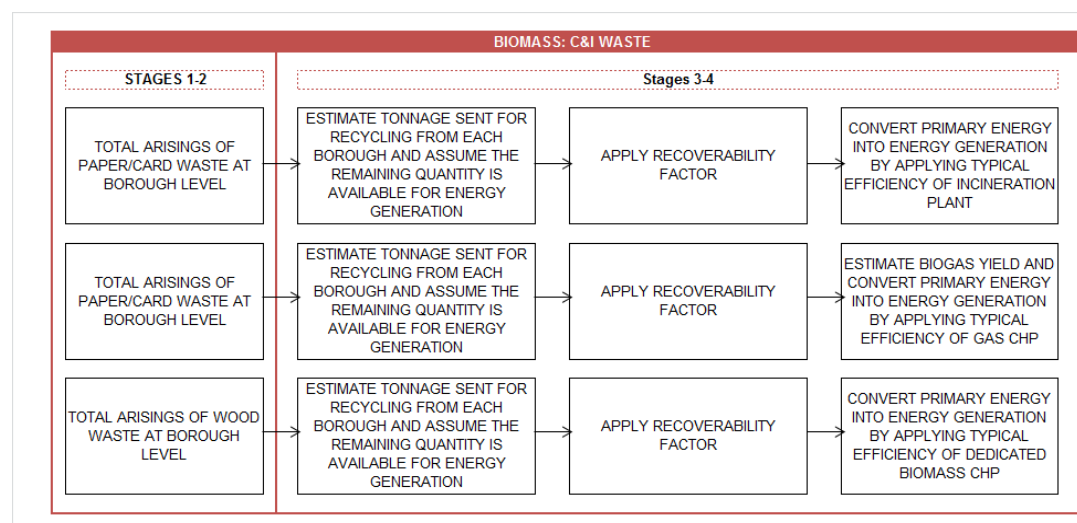 BIOMASS: C&I WASTE
STAGES 1-2
Stages 3-4
TOTAL ARISINGS OF
PAPER/CARD WASTE AT
BOROUGH LEVEL
ESTIMATE TONNAGE SENT FOR
RECYCLING FROM EACH
BOROUGH AND ASSUME THE
REMAINING QUANTITY IS
AVAILABLE FOR ENERGY
GENERATION
APPLY RECOVERABILITY
FACTOR
CONVERT PRIMARY ENERGY
INTO ENERGY GENERATION
BY APPLYING TYPICAL
EFFICIENCY OF INCINERATION
PLANT
TOTAL ARISINGS OF
PAPER/CARD WASTE AT
BOROUGH LEVEL
ESTIMATE TONNAGE SENT FOR
RECYCLING FROM EACH
BOROUGH AND ASSUME THE
REMAINING QUANTITY IS
AVAILABLE FOR ENERGY
GENERATION
APPLY RECOVERABILITY
FACTOR
ESTIMATE BIOGAS YIELD AND
CONVERT PRIMARY ENERGY
INTO ENERGY GENERATION
BY APPLYING TYPICAL
EFFICIENCY OF GAS CHP
TOTAL ARISINGS OF WOOD
WASTE AT BOROUGH
LEVEL
ESTIMATE TONNAGE SENT FOR
RECYCLING FROM EACH
BOROUGH AND ASSUME THE
REMAINING QUANTITY IS
AVAILABLE FOR ENERGY
GENERATION
APPLY RECOVERABILITY
FACTOR
CONVERT PRIMARY ENERGY
INTO ENERGY GENERATION
BY APPLYING TYPICAL
EFFICIENCY OF DEDICATED
BIOMASS CHP